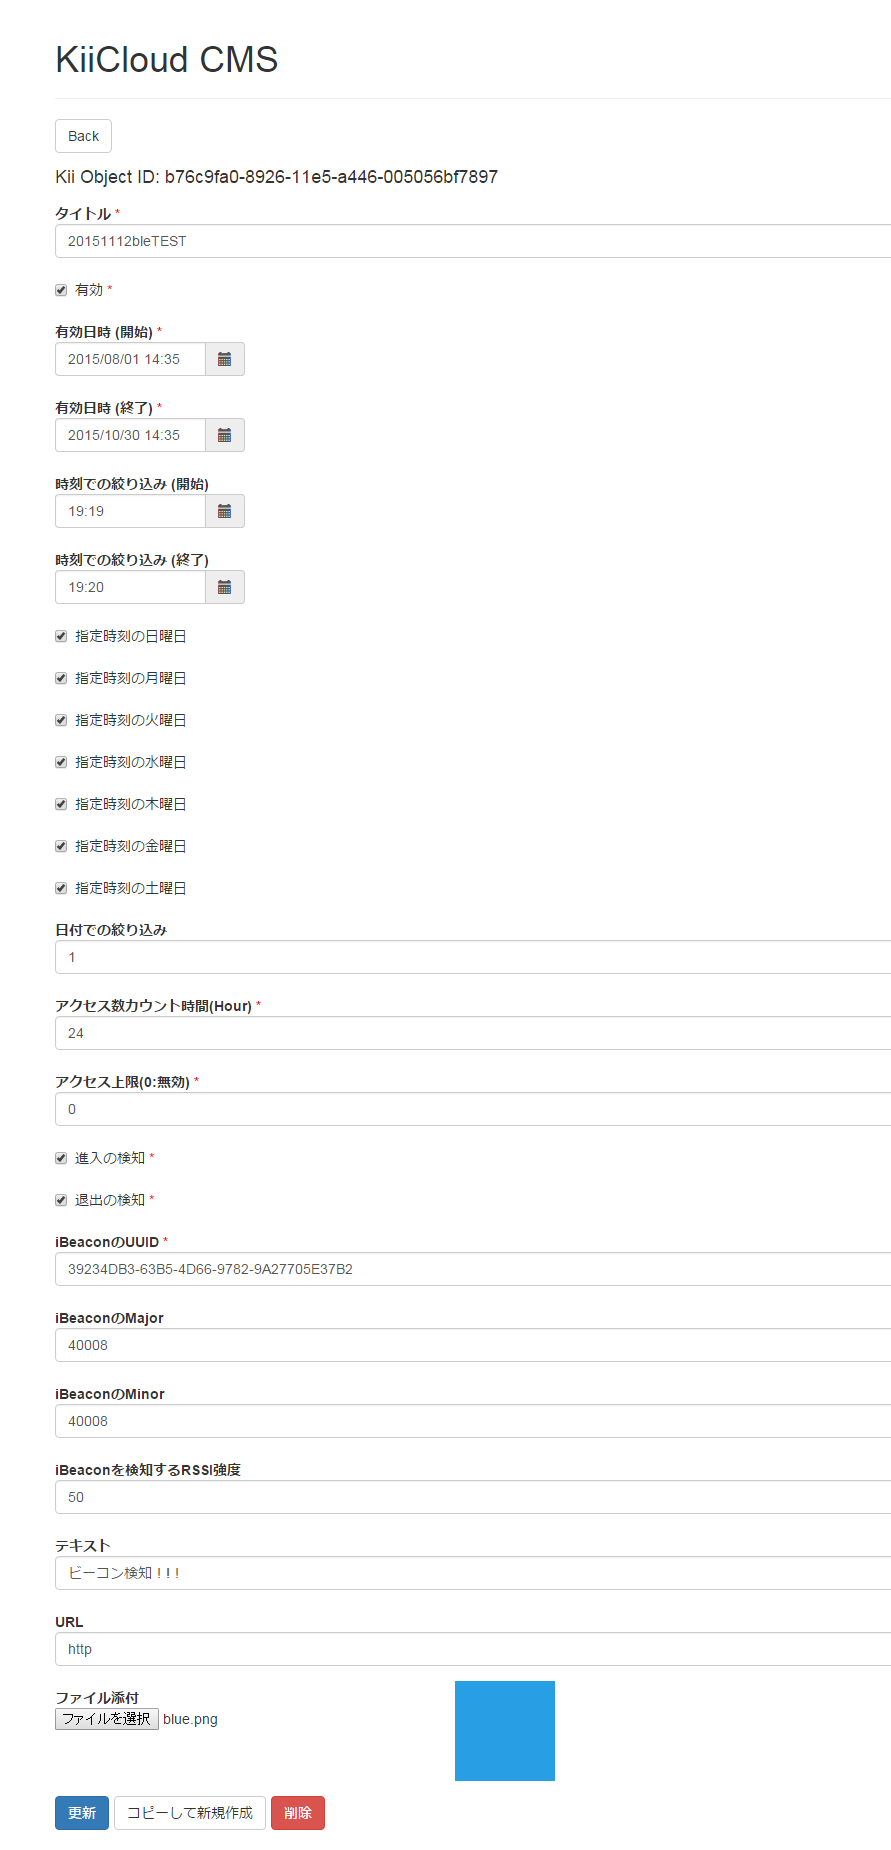 KiiCloud CMS
Back
Kii Object ID: b76c9fa0-8926-11e5-a446-005056bf7897
タイトル *
20151112bleTEST
有効 *
有効日時 (開始) *
2015/08/01 14:35
有効日時 (終了) *
2015/10/30 14:35
時刻での絞り込み (開始)
19:19
時刻での絞り込み (終了)
19:20
指定時刻の日曜日
指定時刻の月曜日
指定時刻の火曜日
指定時刻の水曜日
指定時刻の木曜日
指定時刻の金曜日
指定時刻の土曜日
日付での絞り込み
1
アクセス数カウント時間(Hour) *
24
アクセス上限(0:無効) *
0
進入の検知 *
退出の検知 *
iBeaconのUUID *
39234DB3-63B5-4D66-9782-9A27705E37B2
iBeaconのMajor
40008
iBeaconのMinor
40008
iBeaconを検知するRSSI強度
50
テキスト
ビーコン検知！！！
URL
http
ファイル添付
ファイルを選択 blue.png
更新 コピーして新規作成 削除